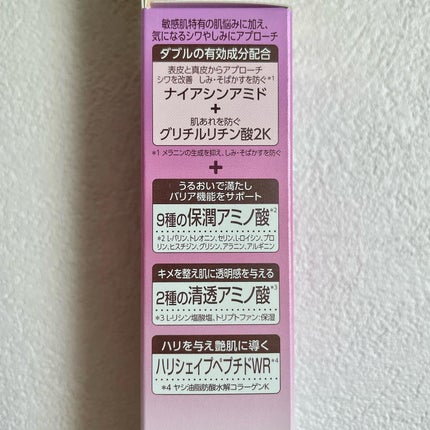 敏感肌特有の肌悩みに加え、
気になるシワやしみにアプローチ
ダブルの有効成分配合
表皮と真皮からアプローチ
シワを改善 しみ・そばかすを防ぐ*1
ナイアシンアミド
+
肌あれを防ぐ
グリチルリチン酸2K
*1 メラニンの生成を抑え、しみ・そばかすを防ぐ
+
うるおいで満たし
バリア機能をサポート
9種の保潤アミノ酸*2
*2 L-バリン、トレオニン、セリン、L-ロイシン、プロ
リン、ヒスチジン、グリシン、アラニン、アルギニン
キメを整え肌に透明感を与える
2種の清透アミノ酸*3
*3 L-リシン塩酸塩、トリプトファン:保湿
ハリを与え艶肌に導く
ハリシェイプペプチドWR*4
*4 ヤシ油脂肪酸水解コラーゲンK